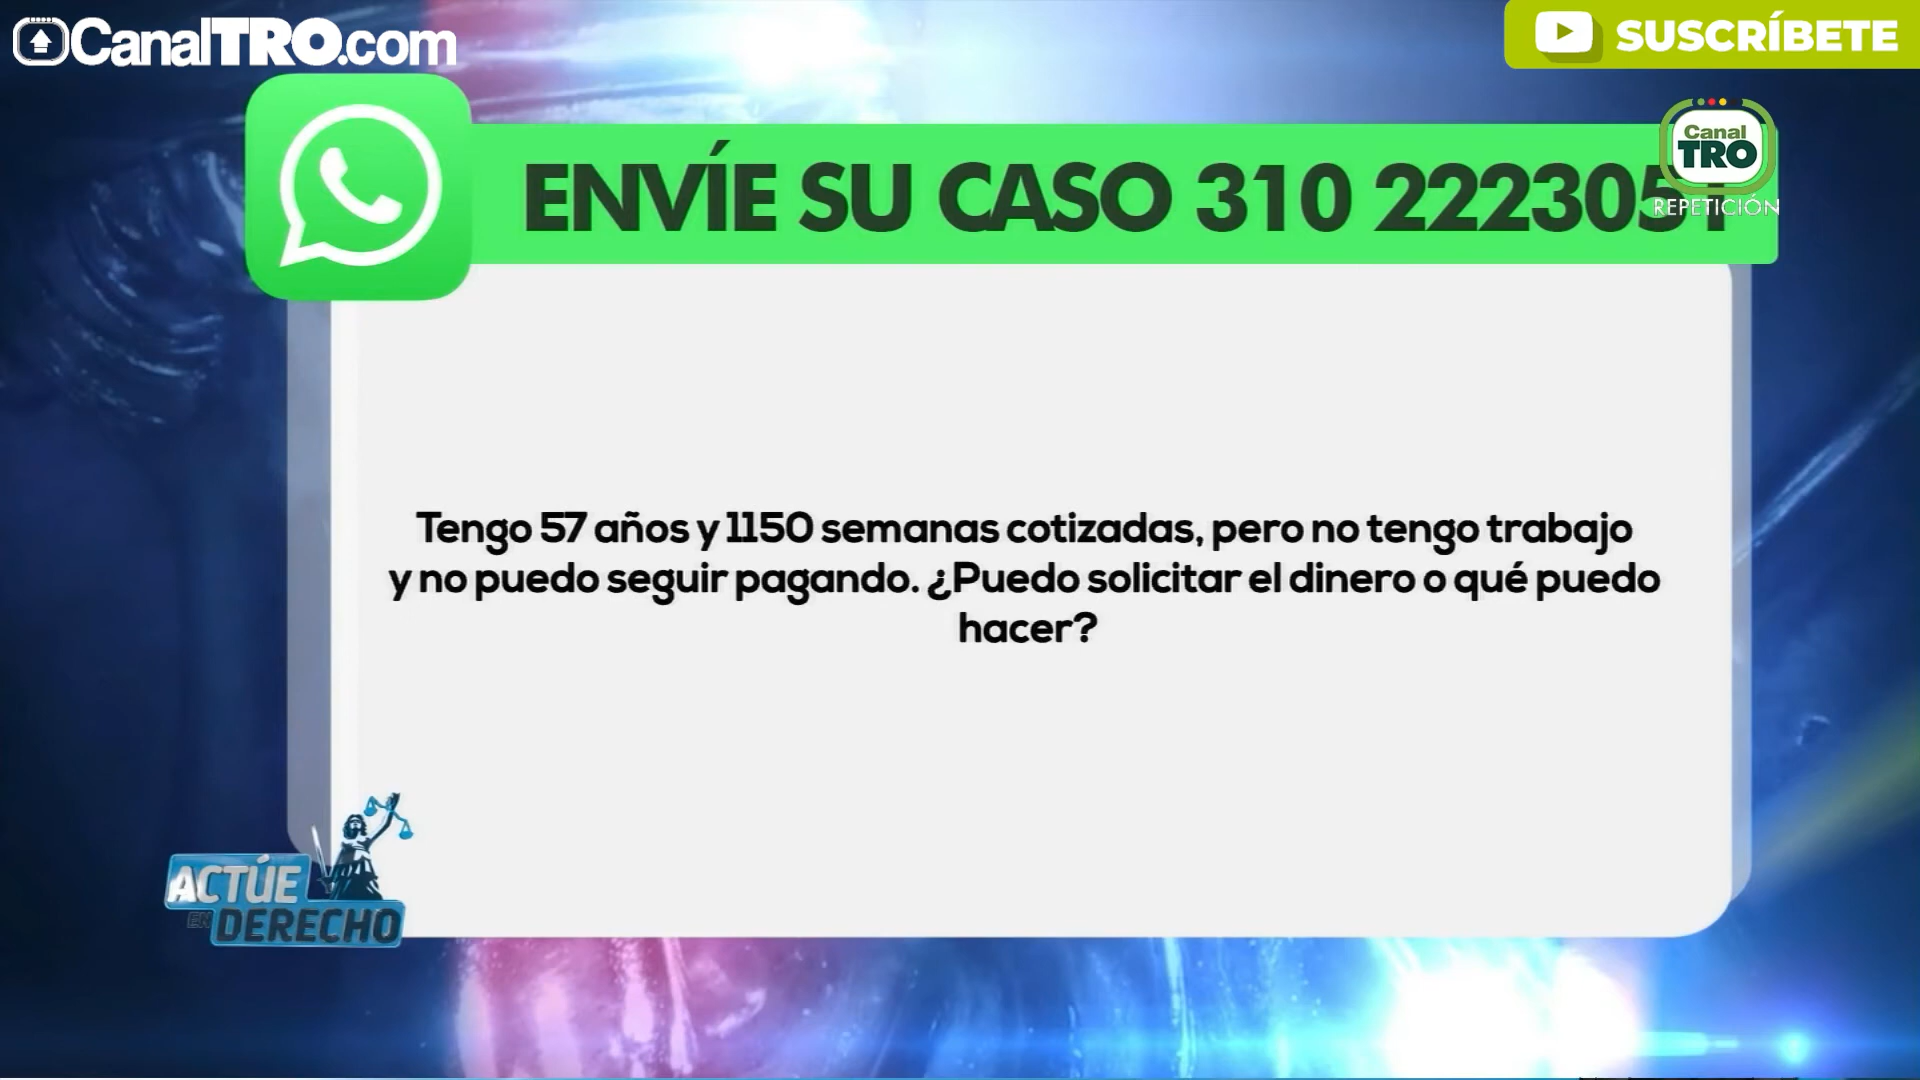 CanalTRO.com
SUSCRÍBETE
Canal
TRO
REPETICIÓN
ENVÍE SU CASO 310 2223051
Tengo 57 años y 1150 semanas cotizadas, pero no tengo trabajo
y no puedo seguir pagando. ¿Puedo solicitar el dinero o qué puedo
hacer?
ACTÚE
EN DERECHO